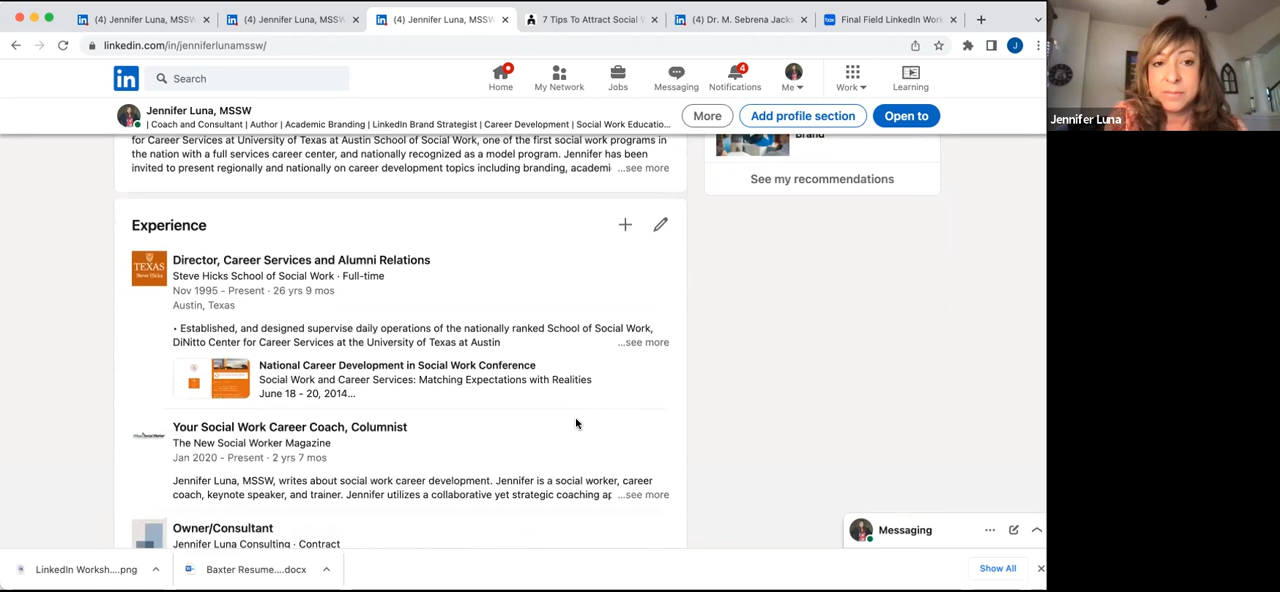 (4) Jennifer Luna, MSSW
(4) Jennifer Luna, MSSW
(4) Jennifer Luna, MSSW
7 Tips To Attract Social
(4) Dr. M. Sebrena Jacks
Final Field LinkedIn Work
linkedin.com/in/jenniferlunamssw/
J
in
Search
Home
My Network
Jobs
Messaging
4
Notifications
Me
Work
Learning
Jennifer Luna
Jennifer Luna, MSSW
| Coach and Consultant | Author | Academic Branding | LinkedIn Brand Strategist | Career Development | Social Work Educatio...
More
Add profile section
Open to
for Career Services at University of Texas at Austin School of Social Work, one of the first social work programs in
the nation with a full services career center, and nationally recognized as a model program. Jennifer has been
invited to present regionally and nationally on career development topics including branding, academi ...see more
Brand
See my recommendations
Experience
TEXAS
Steve Hicks
Director, Career Services and Alumni Relations
Steve Hicks School of Social Work · Full-time
Nov 1995 - Present · 26 yrs 9 mos
Austin, Texas
• Established, and designed supervise daily operations of the nationally ranked School of Social Work,
DiNitto Center for Career Services at the University of Texas at Austin ...see more
National Career Development in Social Work Conference
Social Work and Career Services: Matching Expectations with Realities
June 18 - 20, 2014...
Your Social Work Career Coach, Columnist
The New Social Worker Magazine
Jan 2020 - Present · 2 yrs 7 mos
Jennifer Luna, MSSW, writes about social work career development. Jennifer is a social worker, career
coach, keynote speaker, and trainer. Jennifer utilizes a collaborative yet strategic coaching ap ...see more
Owner/Consultant
Jennifer Luna Consulting · Contract
Messaging
LinkedIn Worksh....png
Baxter Resume....docx
Show All